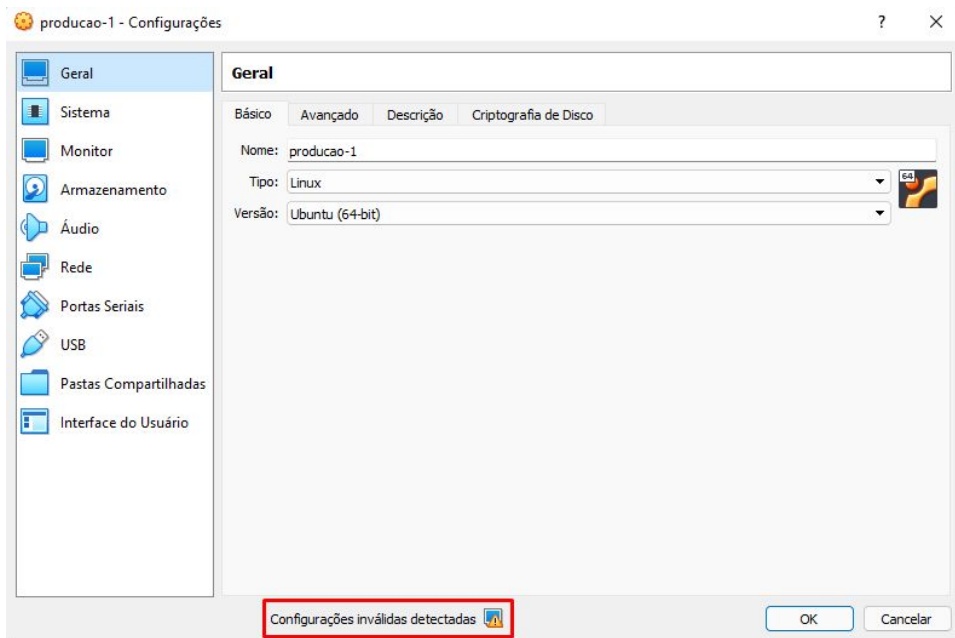 producao-1 - Configurações
?
Geral
Sistema
Monitor
Armazenamento
Áudio
Rede
Portas Seriais
USB
Pastas Compartilhadas
Interface do Usuário
Geral
Básico Avançado Descrição Criptografia de Disco
Nome: producao-1
Tipo: Linux
64
Versão: Ubuntu (64-bit)
Configurações inválidas detectadas
OK Cancelar